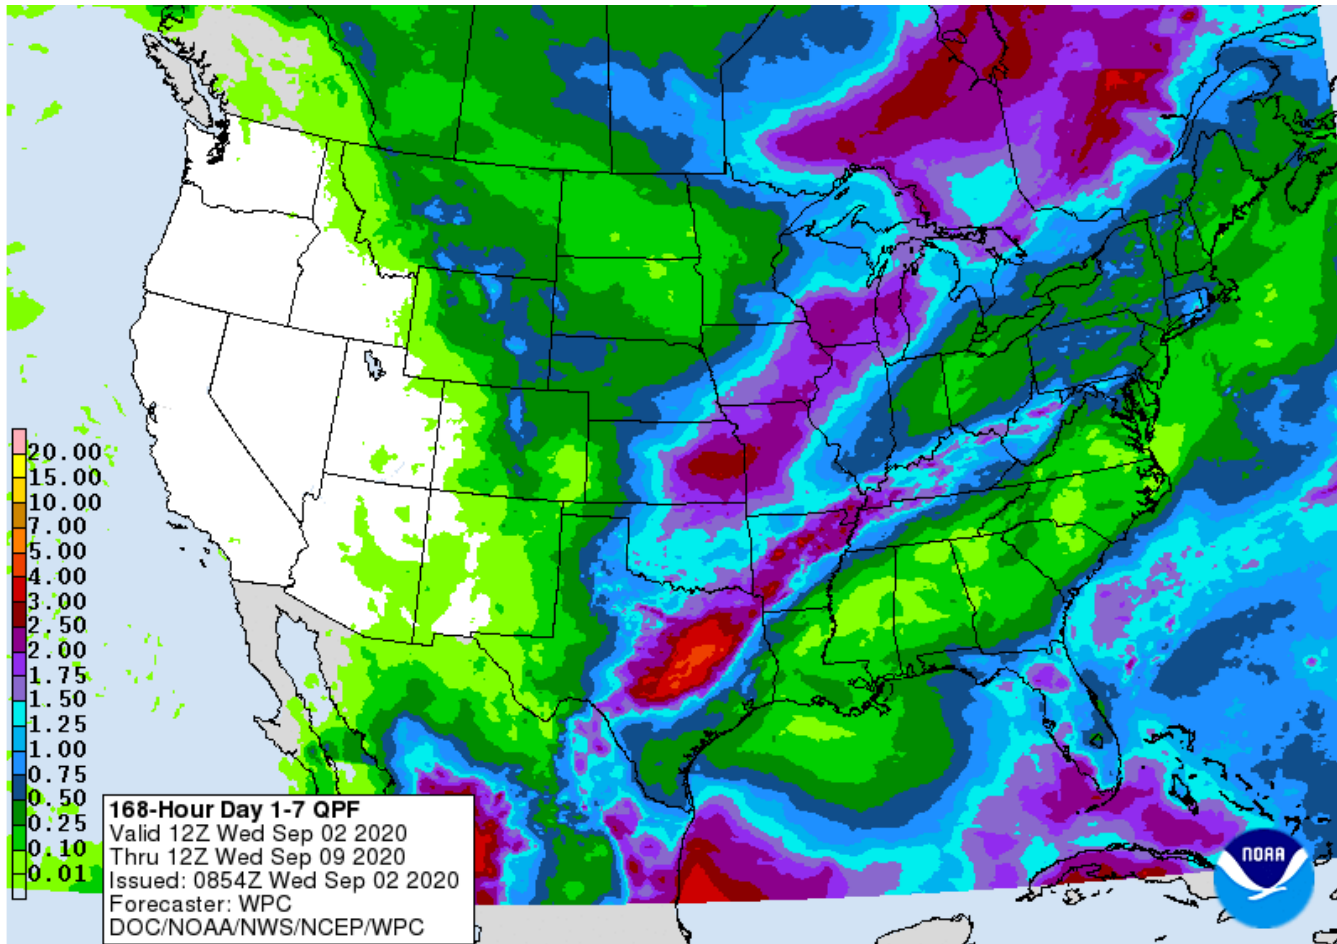 20.00
15.00
10.00
7.00
5.00
4.00
3.00
2.50
2.00
1.75
1.50
1.25
1.00
0.75
0.50
0.25
0.10
0.01
168-Hour Day 1-7 QPF
Valid 12Z Wed Sep 02 2020
Thru 12Z Wed Sep 09 2020
Issued: 0854Z Wed Sep 02 2020
Forecaster: WPC
DOC/NOAA/NWS/NCEP/WPC
NOAA